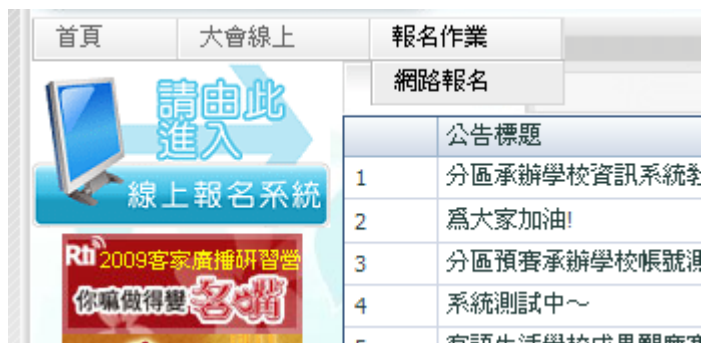 首頁 大會線上 報名作業
網路報名
請由此
進入
線上報名系統
公告標題
1 分區承辦學校資訊系統
2 爲大家加油!
3 分區預賽承辦學校帳號測
4 系統測試中～
Rti 2009客家廣播研習營
你嘛做得變名嘴